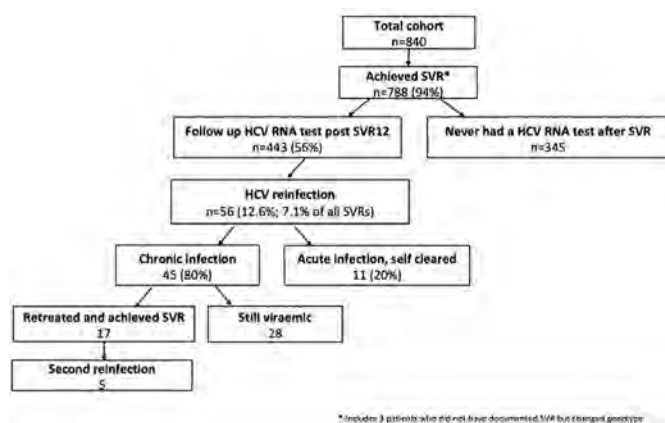 Total cohort
n=840
Achieved SVR*
n=788 (94%)
Follow up HCV RNA test post SVR12
n=443 (56%)
Never had a HCV RNA test after SVR
n=345
HCV reinfection
n=56 (12.6%; 7.1% of all SVRs)
Chronic infection
45 (80%)
Acute infection, self cleared
11 (20%)
Retreated and achieved SVR
17
Still viraemic
28
Second reinfection
5
* Includes 3 patients who did not have documented SVR but changed genotype